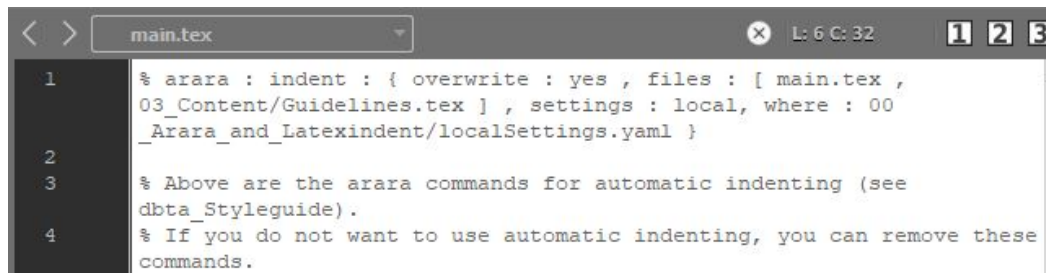 main.tex
L: 6 C: 32
1 2 3
1 % arara : indent : { overwrite : yes , files : [ main.tex ,
03_Content/Guidelines.tex ] , settings : local, where : 00
_Arara_and_Latexindent/localSettings.yaml }
2
3 % Above are the arara commands for automatic indenting (see
dbta_Styleguide).
4 % If you do not want to use automatic indenting, you can remove these
commands.